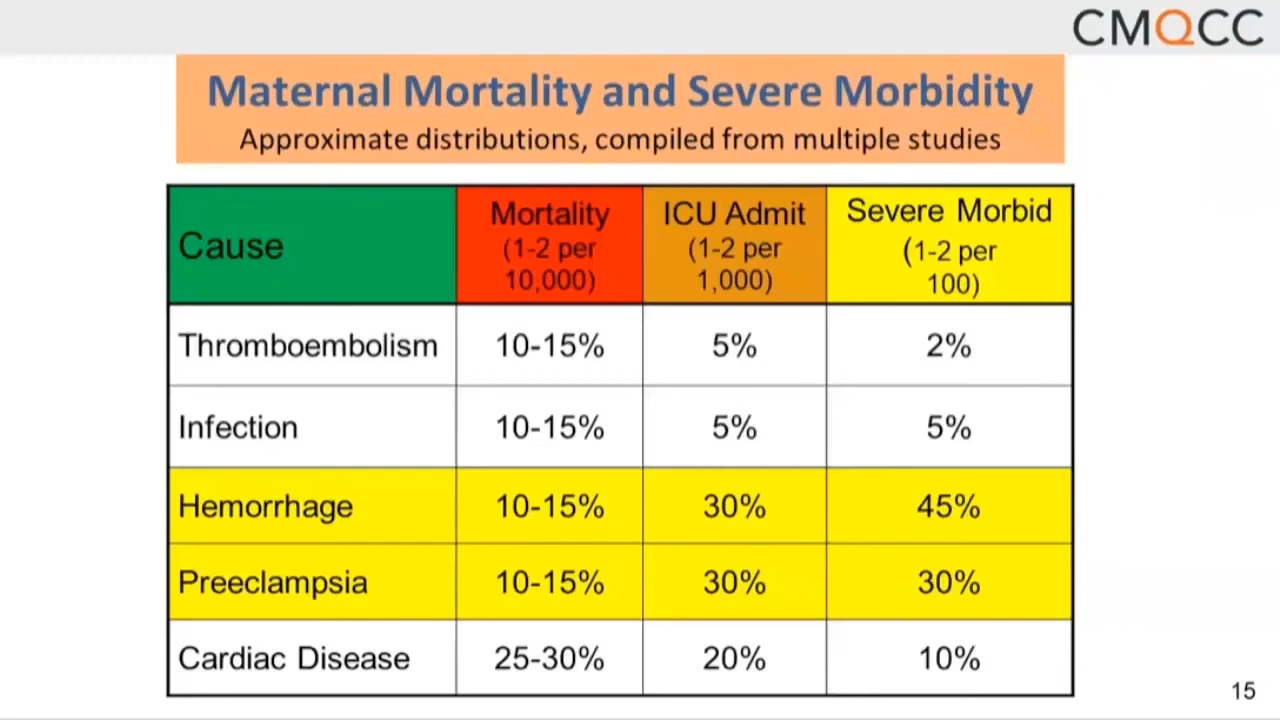 CMQCC
Maternal Mortality and Severe Morbidity
Approximate distributions, compiled from multiple studies
Cause
Mortality
(1-2 per
10,000)
ICU Admit
(1-2 per
1,000)
Severe Morbid
(1-2 per
100)
Thromboembolism 10-15% 5% 2%
Infection 10-15% 5% 5%
Hemorrhage 10-15% 30% 45%
Preeclampsia 10-15% 30% 30%
Cardiac Disease 25-30% 20% 10%
15